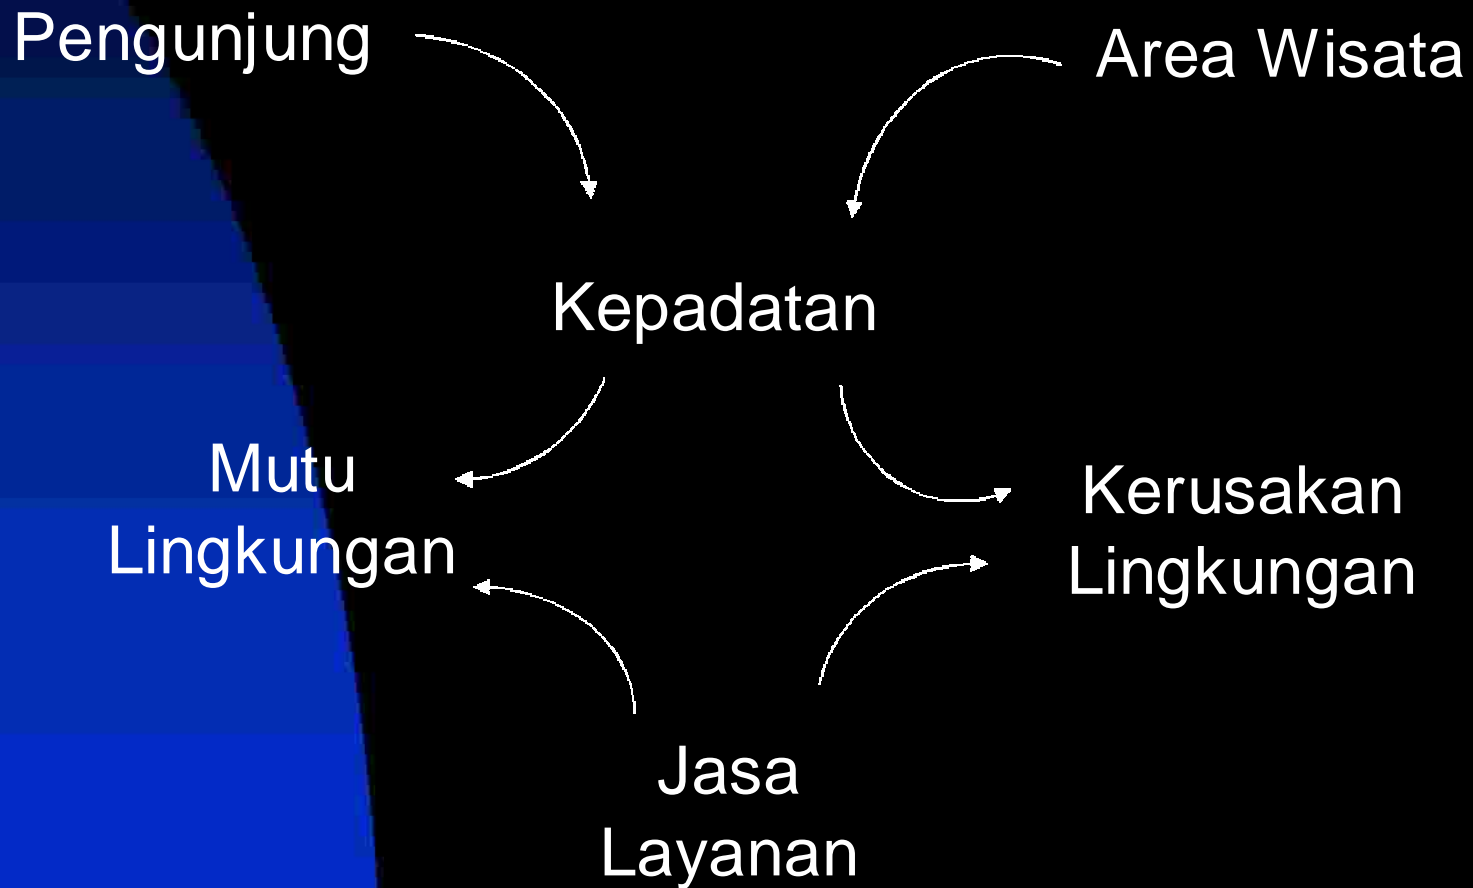 Pengunjung
Area Wisata
Kepadatan
Mutu
Lingkungan
Kerusakan
Lingkungan
Jasa
Layanan